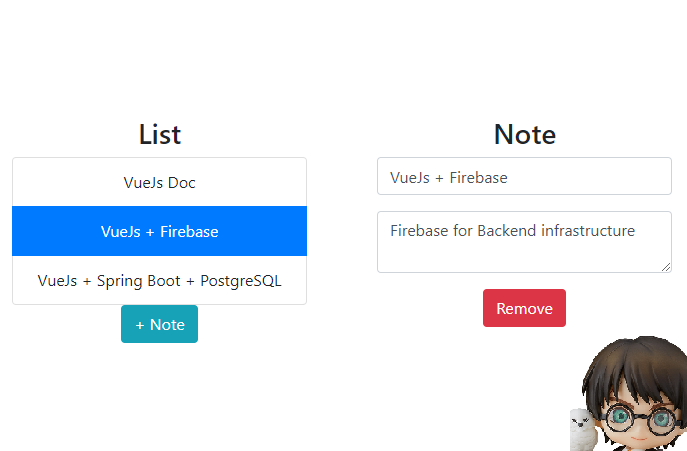 List
VueJs Doc
VueJs + Firebase
VueJs + Spring Boot + PostgreSQL
+ Note
Note
VueJs + Firebase
Firebase for Backend infrastructure
Remove